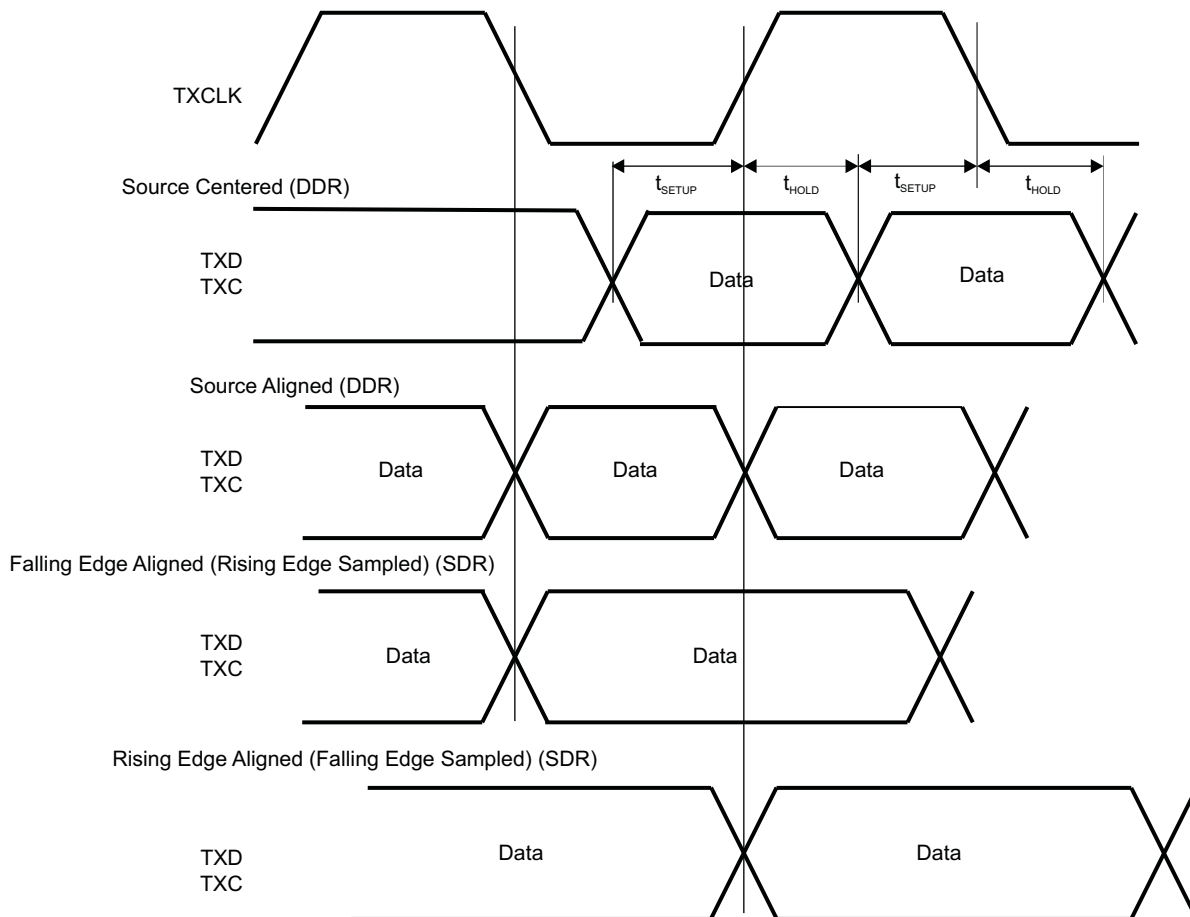 TXCLK
Source Centered (DDR)
tSETUP
tHOLD
tSETUP
tHOLD
TXD
TXC
Data
Data
Source Aligned (DDR)
TXD
TXC
Data
Data
Data
Falling Edge Aligned (Rising Edge Sampled) (SDR)
TXD
TXC
Data
Data
Rising Edge Aligned (Falling Edge Sampled) (SDR)
TXD
TXC
Data
Data